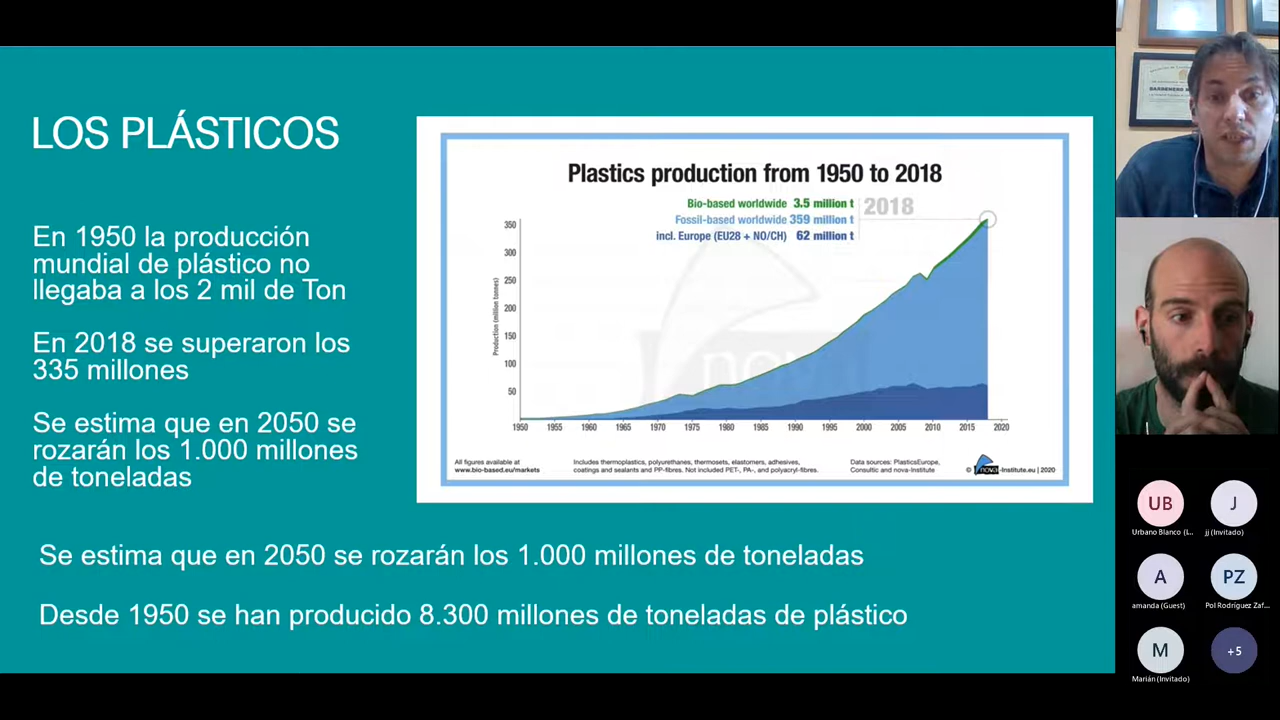 LOS PLÁSTICOS
En 1950 la producción
mundial de plástico no
llegaba a los 2 mil de Ton
En 2018 se superaron los
335 millones
Se estima que en 2050 se
rozarán los 1.000 millones
de toneladas
Plastics production from 1950 to 2018
Bio-based worldwide 3.5 million t
Fossil-based worldwide 359 million t
incl. Europe (EU28 + NO/CH) 62 million t
2018
Production (million tonnes)
350
300
250
200
150
100
50
1950 1955 1960 1965 1970 1975 1980 1985 1990 1995 2000 2005 2010 2015 2020
All figures available at
www.bio-based.eu/markets
Includes thermoplastics, polyurethanes, thermosets, elastomers, adhesives,
coatings and sealants and PP-fibres. Not included PET-, PA-, and polyacryl-fibres.
Data sources: PlasticsEurope,
Consultic and nova-Institute
© nova-Institute.eu | 2020
nova
Se estima que en 2050 se rozarán los 1.000 millones de toneladas
Desde 1950 se han producido 8.300 millones de toneladas de plástico
UB
Urbano Blanco (I...
J
jj (Invitado)
A
amanda (Guest)
PZ
Pol Rodríguez Zaf...
M
Marián (Invitado)
+5